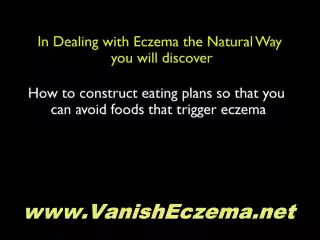 In Dealing with Eczema the Natural Way
you will discover
How to construct eating plans so that you
can avoid foods that trigger eczema
www.VanishEczema.net